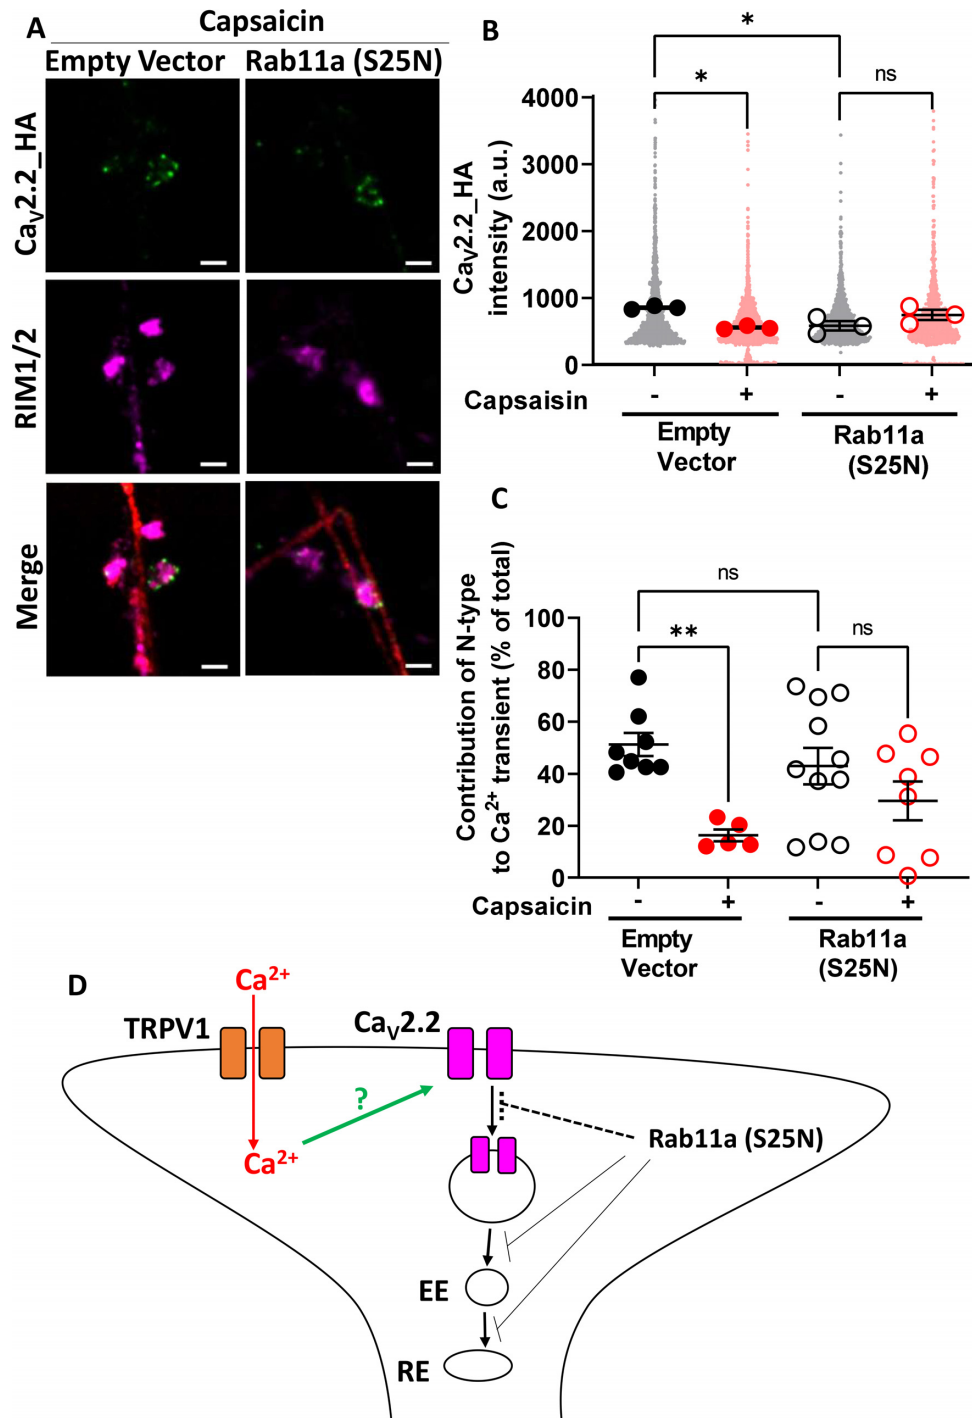 A
Capsaicin
Empty Vector Rab11a (S25N)
Cav2.2_HA
RIM1/2
Merge
B
*
*
ns
Cav2.2_HA
intensity (a.u.)
4000
3000
2000
1000
0
Capsaisin - + - +
Empty
Vector
Rab11a
(S25N)
C
ns
**
ns
Contribution of N-type
to Ca2+ transient (% of total)
100
80
60
40
20
0
Capsaicin - + - +
Empty
Vector
Rab11a
(S25N)
D
Ca2+
TRPV1
Cav2.2
?
Ca2+
Rab11a (S25N)
EE
RE